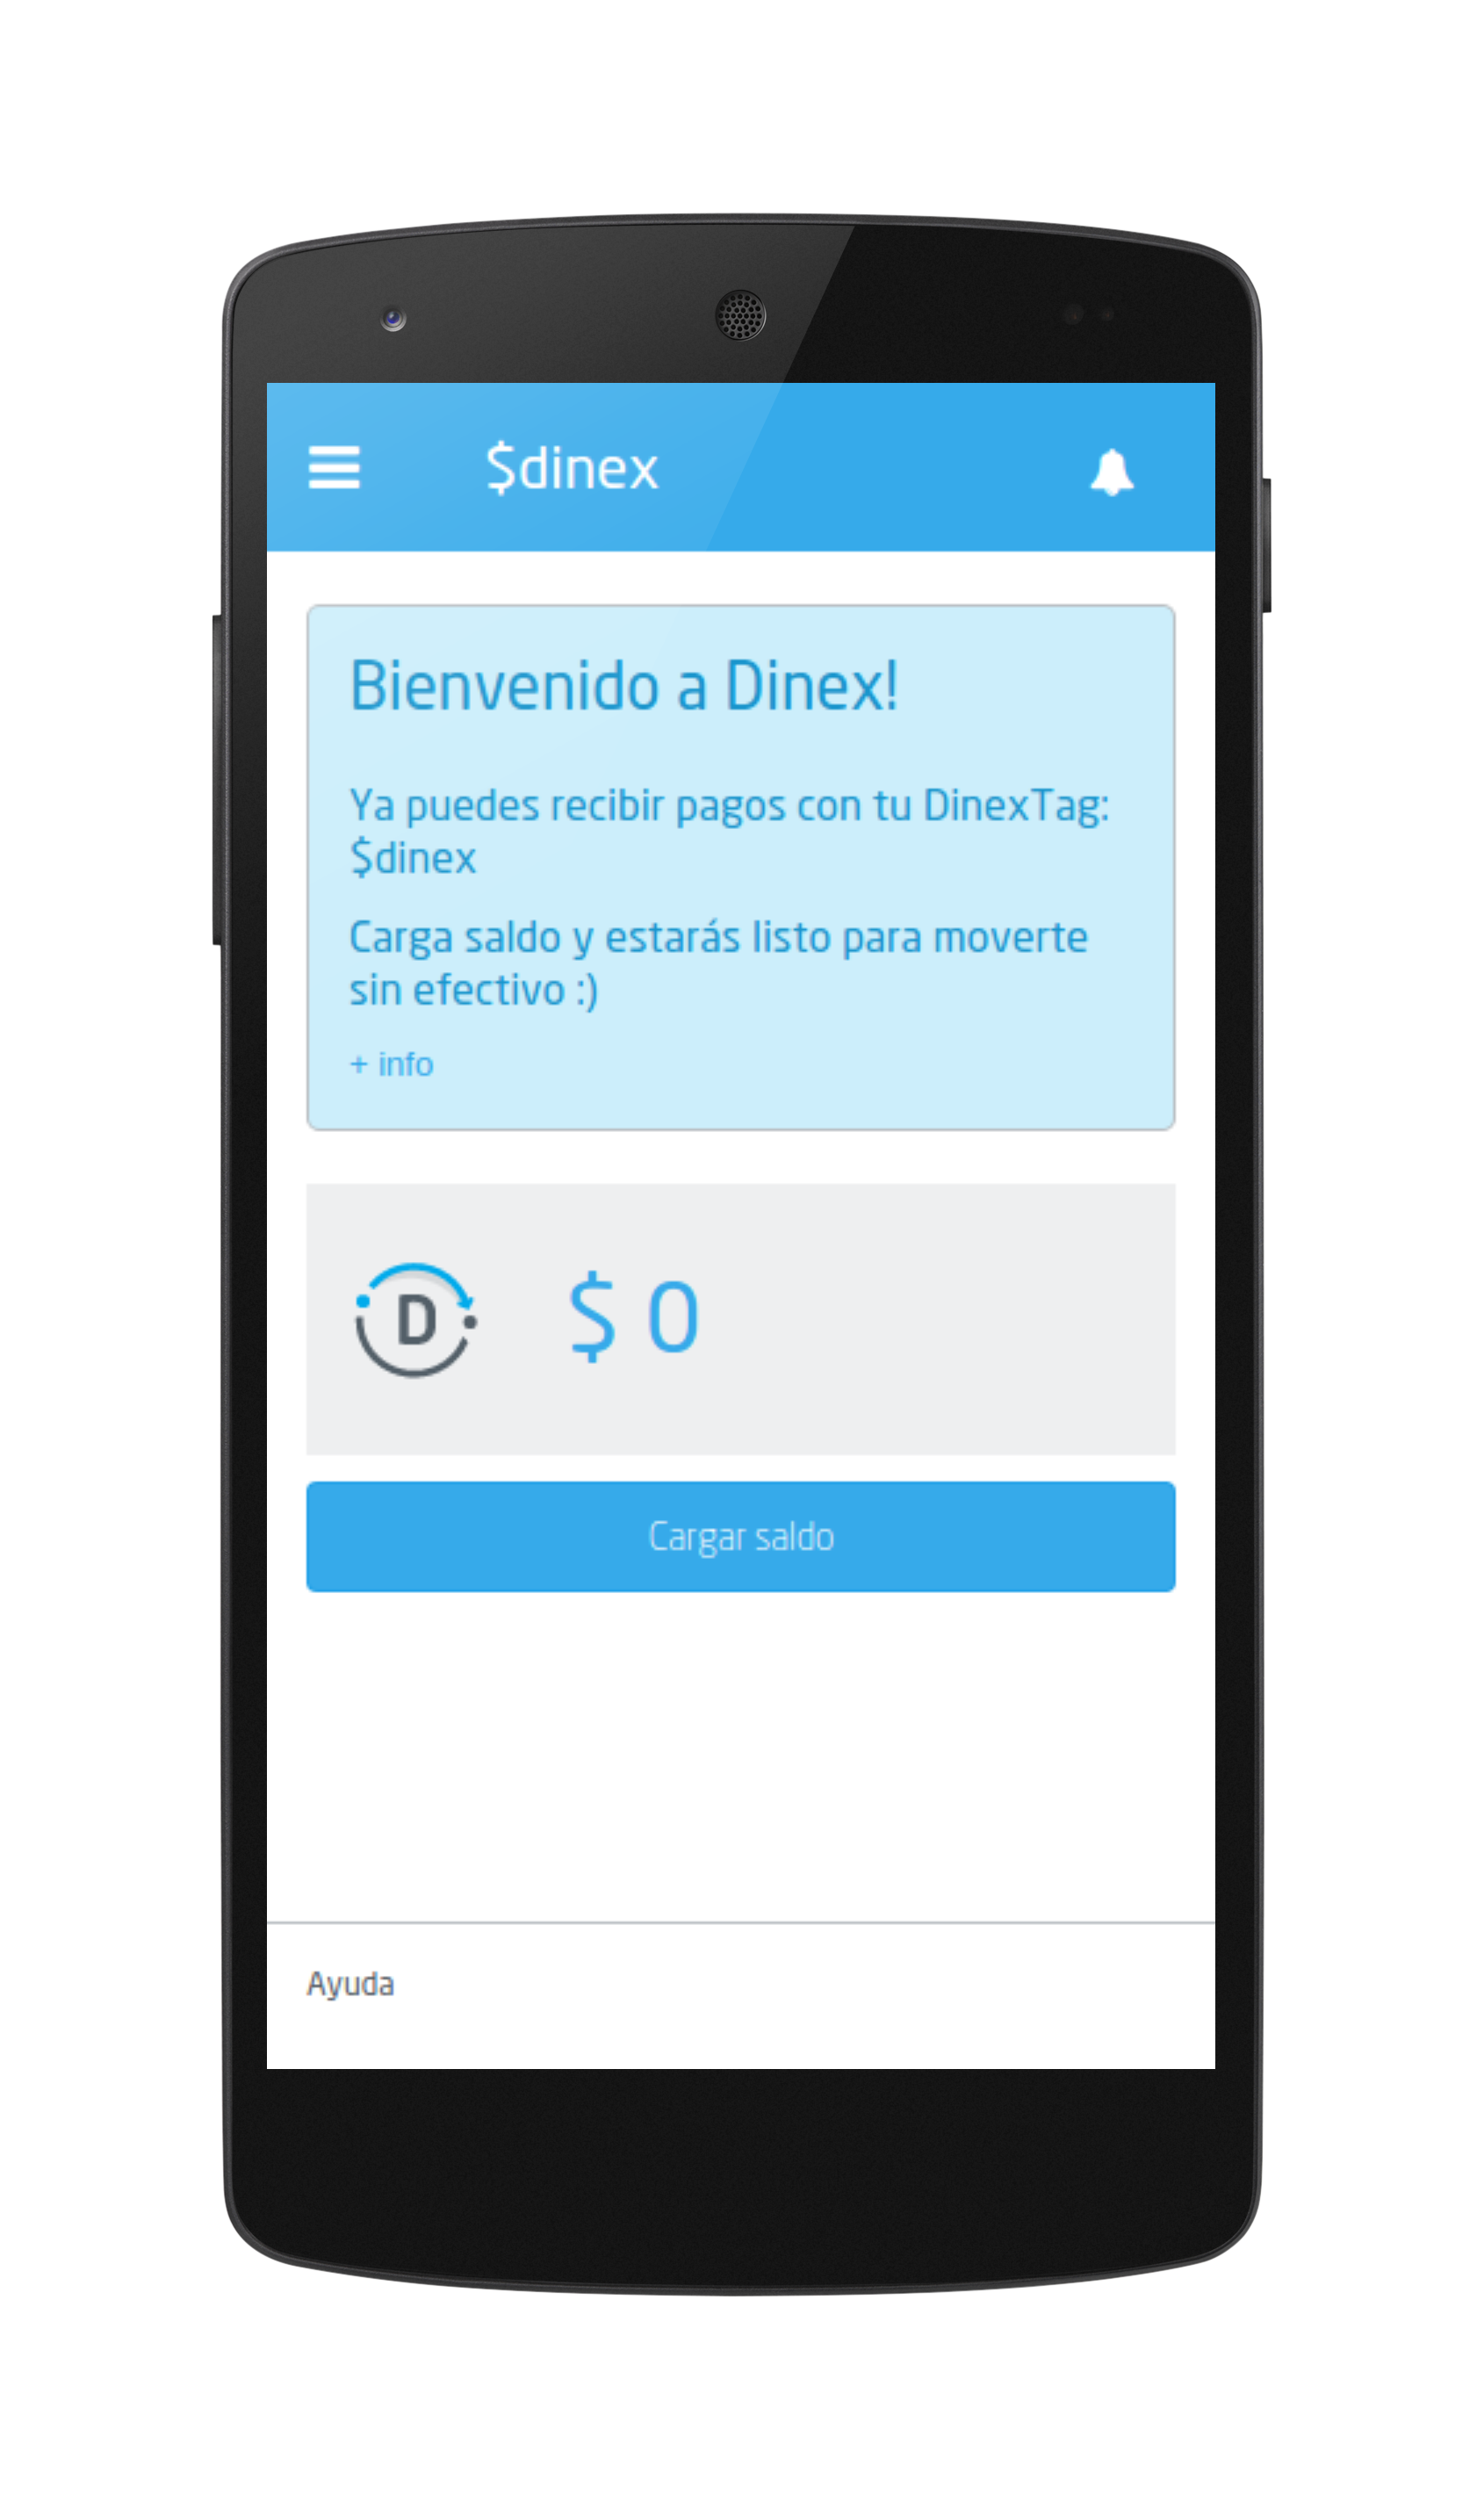 $dinex
Bienvenido a Dinex!
Ya puedes recibir pagos con tu DinexTag:
$dinex
Carga saldo y estarás listo para moverte
sin efectivo :)
+ info
D
$ 0
Cargar saldo
Ayuda